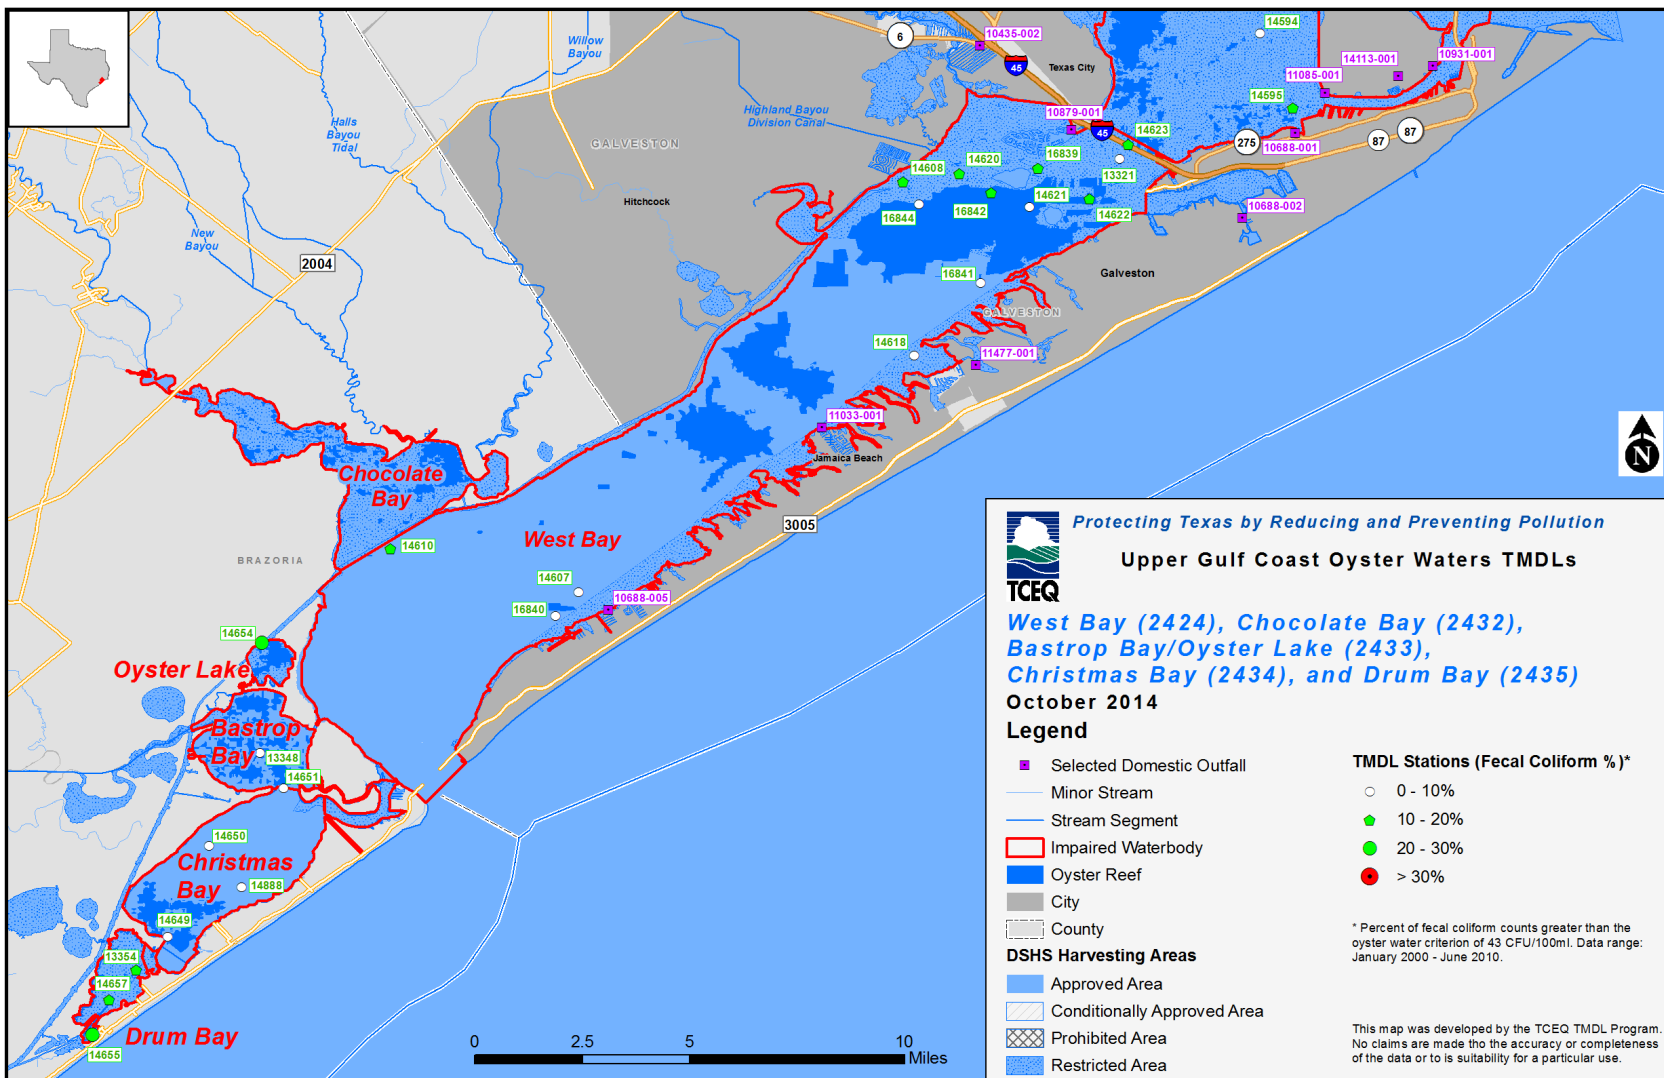 Willow
Bayou
6
10435-002
45
Texas City
14594
14113-001
10931-001
11085-001
14595
Highland Bayou
Division Canal
10879-001
45
14623
275
87
87
10688-001
Halls
Bayou
Tidal
GALVESTON
14608
14620
16839
13321
Hitchcock
16844
16842
14621
14622
10688-002
New
Bayou
2004
16841
Galveston
GALVESTON
14618
11477-001
11033-001
Jamaica Beach
Chocolate
Bay
3005
West Bay
14610
BRAZORIA
14607
10688-005
16840
14654
Oyster Lake
Bastrop
Bay
13348
14651
14650
Christmas
Bay
14888
14649
13354
14657
Drum Bay
14655
0 2.5 5 10
Miles
N
TCEQ
Protecting Texas by Reducing and Preventing Pollution
Upper Gulf Coast Oyster Waters TMDLs
West Bay (2424), Chocolate Bay (2432),
Bastrop Bay/Oyster Lake (2433),
Christmas Bay (2434), and Drum Bay (2435)
October 2014
Legend
Selected Domestic Outfall
Minor Stream
Stream Segment
Impaired Waterbody
Oyster Reef
City
County
DSHS Harvesting Areas
Approved Area
Conditionally Approved Area
Prohibited Area
Restricted Area
TMDL Stations (Fecal Coliform %)*
0 - 10%
10 - 20%
20 - 30%
> 30%
* Percent of fecal coliform counts greater than the
oyster water criterion of 43 CFU/100ml. Data range:
January 2000 - June 2010.
This map was developed by the TCEQ TMDL Program.
No claims are made tho the accuracy or completeness
of the data or to is suitability for a particular use.